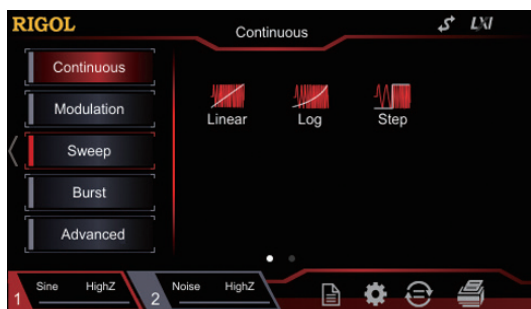 RIGOL
Continuous
LXI
Continuous
Modulation
Sweep
Burst
Advanced
Linear
Log
Step
1
Sine
HighZ
2
Noise
HighZ